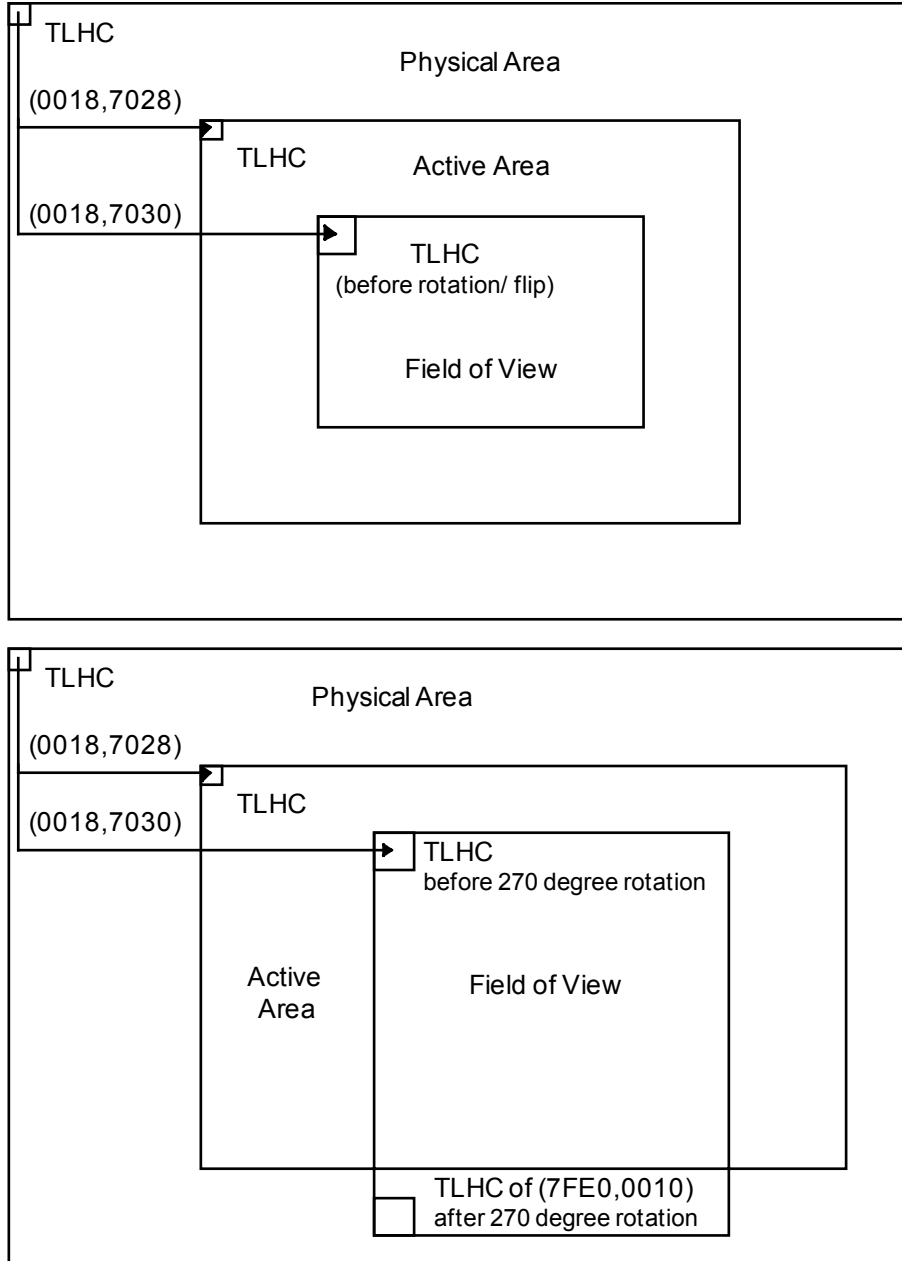 TLHC
Physical Area
(0018,7028)
TLHC
Active Area
(0018,7030)
TLHC
(before rotation/ flip)
Field of View
TLHC
Physical Area
(0018,7028)
TLHC
(0018,7030)
TLHC
before 270 degree rotation
Active
Area
Field of View
TLHC of (7FE0,0010)
after 270 degree rotation